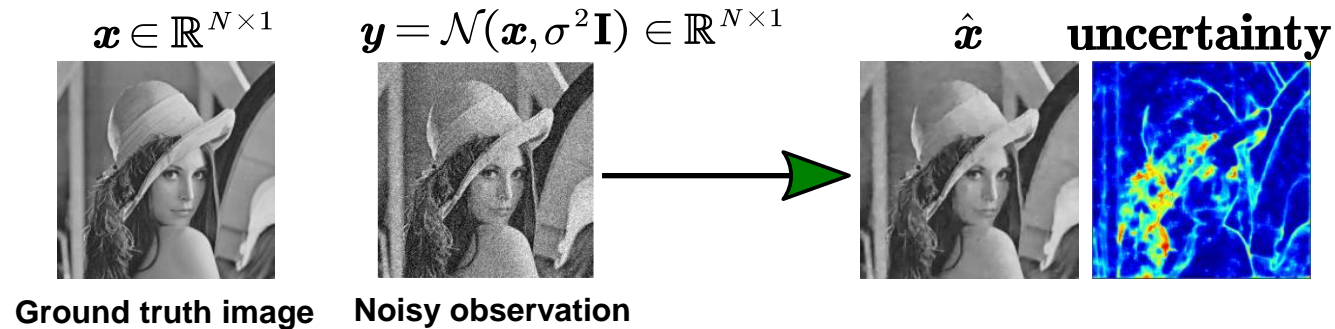 𝒙 ∈ ℝ^{N×1}
𝒚 = 𝒩(𝒙, σ²𝐈) ∈ ℝ^{N×1}
𝒙̂
uncertainty
Ground truth image
Noisy observation